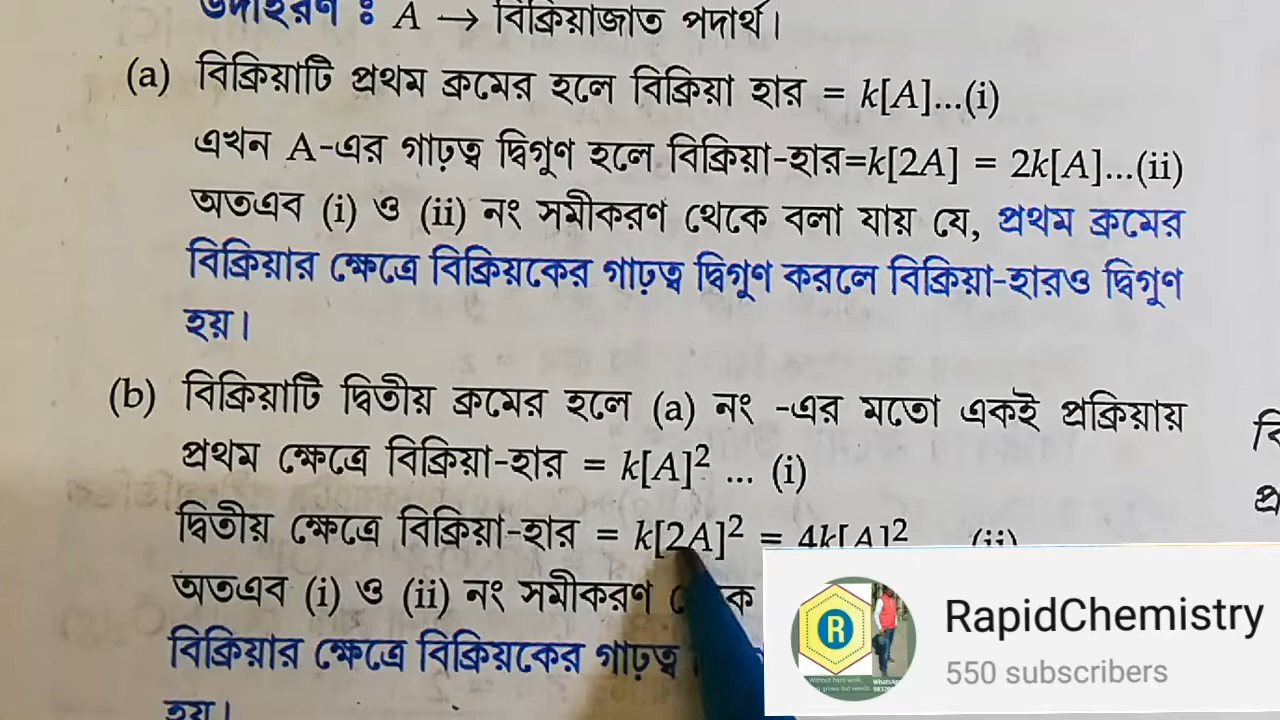 উদাহরণ : A → বিক্রিয়াজাত পদার্থ।
(a) বিক্রিয়াটি প্রথম ক্রমের হলে বিক্রিয়া হার = k[A]...(i)
এখন A-এর গাঢ়ত্ব দ্বিগুণ হলে বিক্রিয়া-হার=k[2A] = 2k[A]...(ii)
অতএব (i) ও (ii) নং সমীকরণ থেকে বলা যায় যে, প্রথম ক্রমের
বিক্রিয়ার ক্ষেত্রে বিক্রিয়কের গাঢ়ত্ব দ্বিগুণ করলে বিক্রিয়া-হারও দ্বিগুণ
হয়।
(b) বিক্রিয়াটি দ্বিতীয় ক্রমের হলে (a) নং -এর মতো একই প্রক্রিয়ায়
প্রথম ক্ষেত্রে বিক্রিয়া-হার = k[A]² ... (i)
দ্বিতীয় ক্ষেত্রে বিক্রিয়া-হার = k[2A]² = 4k[A]² (ii)
অতএব (i) ও (ii) নং সমীকরণ
বিক্রিয়ার ক্ষেত্রে বিক্রিয়কের গাঢ়ত্ব
হয়।
R
RapidChemistry
550 subscribers